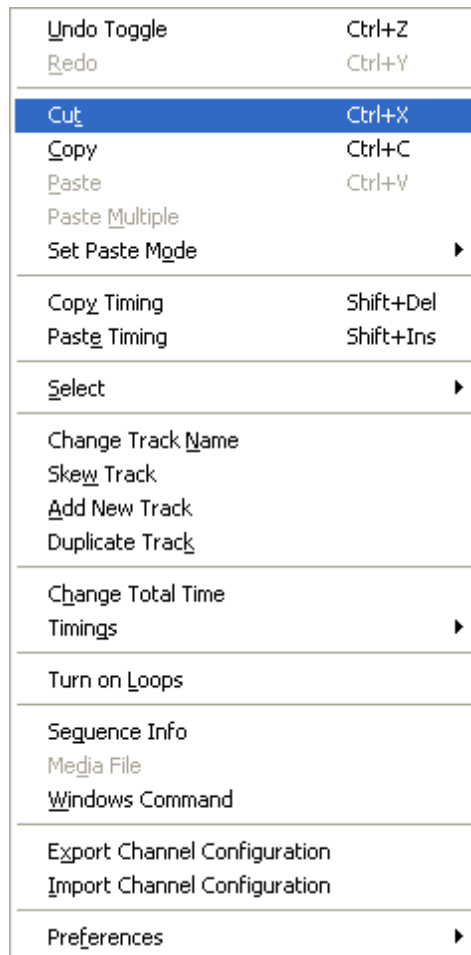 Undo Toggle Ctrl+Z
Redo Ctrl+Y
Cut Ctrl+X
Copy Ctrl+C
Paste Ctrl+V
Paste Multiple
Set Paste Mode
Copy Timing Shift+Del
Paste Timing Shift+Ins
Select
Change Track Name
Skew Track
Add New Track
Duplicate Track
Change Total Time
Timings
Turn on Loops
Sequence Info
Media File
Windows Command
Export Channel Configuration
Import Channel Configuration
Preferences